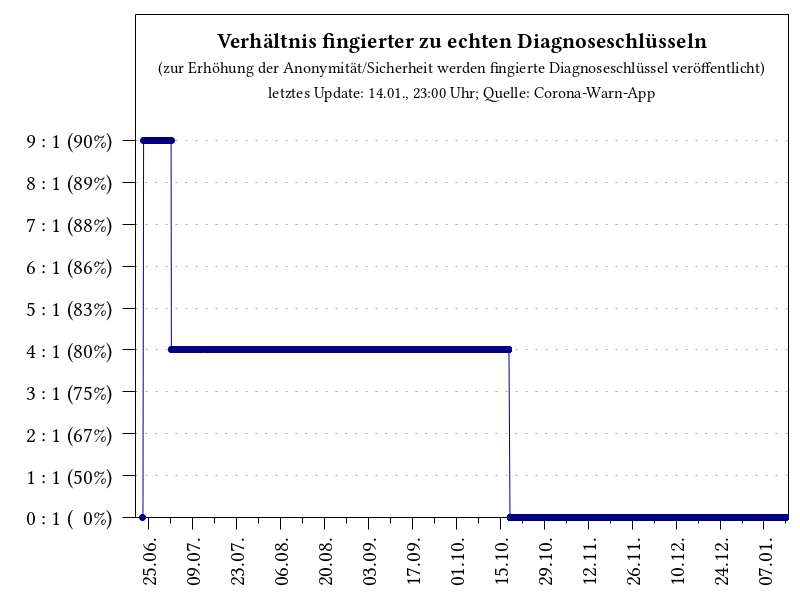 Verhältnis fingierter zu echten Diagnoseschlüsseln
(zur Erhöhung der Anonymität/Sicherheit werden fingierte Diagnoseschlüssel veröffentlicht)
letztes Update: 14.01., 23:00 Uhr; Quelle: Corona-Warn-App
9 : 1 (90%)
8 : 1 (89%)
7 : 1 (88%)
6 : 1 (86%)
5 : 1 (83%)
4 : 1 (80%)
3 : 1 (75%)
2 : 1 (67%)
1 : 1 (50%)
0 : 1 ( 0%)
25.06.
09.07.
23.07.
06.08.
20.08.
03.09.
17.09.
01.10.
15.10.
29.10.
12.11.
26.11.
10.12.
24.12.
07.01.